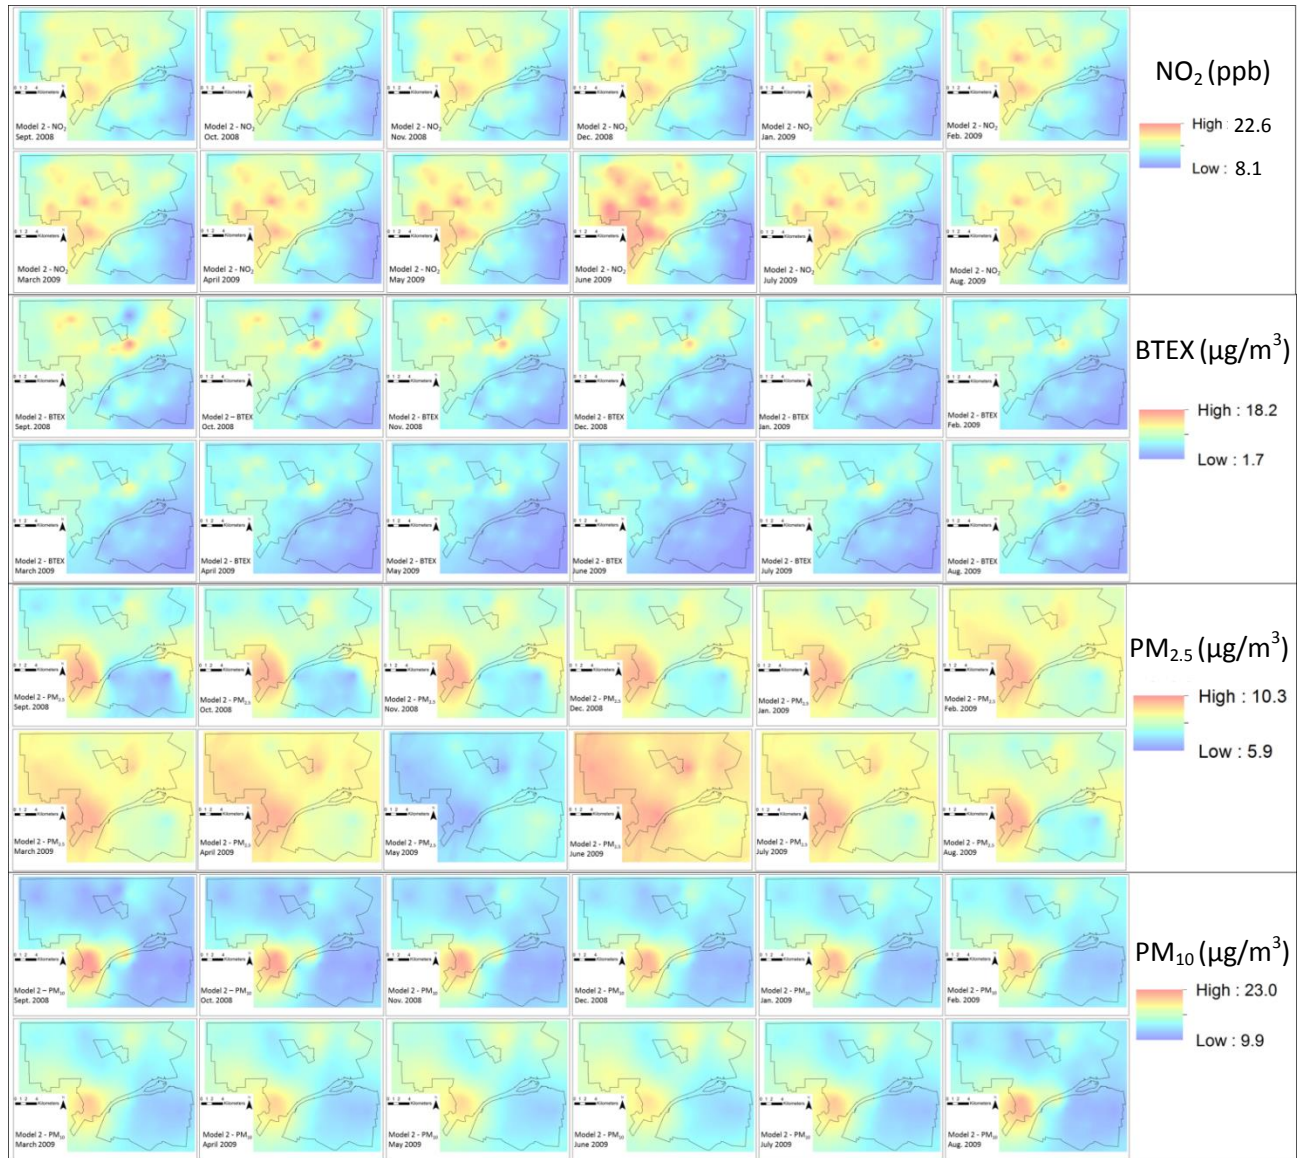 NO₂ (ppb)
High : 22.6
Low : 8.1
Model 2 - NO₂
Sept. 2008
Model 2 - NO₂
Oct. 2008
Model 2 - NO₂
Nov. 2008
Model 2 - NO₂
Dec. 2008
Model 2 - NO₂
Jan. 2009
Model 2 - NO₂
Feb. 2009
Model 2 - NO₂
March 2009
Model 2 - NO₂
April 2009
Model 2 - NO₂
May 2009
Model 2 - NO₂
June 2009
Model 2 - NO₂
July 2009
Model 2 - NO₂
Aug. 2009
BTEX (µg/m³)
High : 18.2
Low : 1.7
Model 2 - BTEX
Sept. 2008
Model 2 – BTEX
Oct. 2008
Model 2 - BTEX
Nov. 2008
Model 2 - BTEX
Dec. 2008
Model 2 - BTEX
Jan. 2009
Model 2 - BTEX
Feb. 2009
Model 2 - BTEX
March 2009
Model 2 - BTEX
April 2009
Model 2 - BTEX
May 2009
Model 2 - BTEX
June 2009
Model 2 - BTEX
July 2009
Model 2 - BTEX
Aug. 2009
PM₂.₅ (µg/m³)
High : 10.3
Low : 5.9
Model 2 - PM₂.₅
Sept. 2008
Model 2 - PM₂.₅
Oct. 2008
Model 2 - PM₂.₅
Nov. 2008
Model 2 - PM₂.₅
Dec. 2008
Model 2 - PM₂.₅
Jan. 2009
Model 2 - PM₂.₅
Feb. 2009
Model 2 - PM₂.₅
March 2009
Model 2 - PM₂.₅
April 2009
Model 2 - PM₂.₅
May 2009
Model 2 - PM₂.₅
June 2009
Model 2 - PM₂.₅
July 2009
Model 2 - PM₂.₅
Aug. 2009
PM₁₀ (µg/m³)
High : 23.0
Low : 9.9
Model 2 – PM₁₀
Sept. 2008
Model 2 – PM₁₀
Oct. 2008
Model 2 - PM₁₀
Nov. 2008
Model 2 - PM₁₀
Dec. 2008
Model 2 - PM₁₀
Jan. 2009
Model 2 - PM₁₀
Feb. 2009
Model 2 - PM₁₀
March 2009
Model 2 - PM₁₀
April 2009
Model 2 - PM₁₀
May 2009
Model 2 - PM₁₀
June 2009
Model 2 - PM₁₀
July 2009
Model 2 - PM₁₀
Aug. 2009